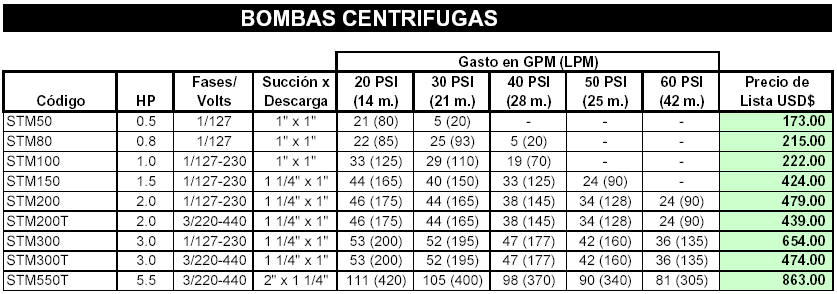 BOMBAS CENTRIFUGAS
Gasto en GPM (LPM)
Fases/ Succión x 20 PSI 30 PSI 40 PSI 50 PSI 60 PSI Precio de
Código HP Volts Descarga (14 m.) (21 m.) (28 m.) (25 m.) (42 m.) Lista USD$
STM50 0.5 1/127 1" x 1" 21 (80) 5 (20) - - - 173.00
STM80 0.8 1/127 1" x 1" 22 (85) 25 (93) 5 (20) - - 215.00
STM100 1.0 1/127-230 1" x 1" 33 (125) 29 (110) 19 (70) - - 222.00
STM150 1.5 1/127-230 1 1/4" x 1" 44 (165) 40 (150) 33 (125) 24 (90) - 424.00
STM200 2.0 1/127-230 1 1/4" x 1" 46 (175) 44 (165) 38 (145) 34 (128) 24 (90) 479.00
STM200T 2.0 3/220-440 1 1/4" x 1" 46 (175) 44 (165) 38 (145) 34 (128) 24 (90) 439.00
STM300 3.0 1/127-230 1 1/4" x 1" 53 (200) 52 (195) 47 (177) 42 (160) 36 (135) 654.00
STM300T 3.0 3/220-440 1 1/4" x 1" 53 (200) 52 (195) 47 (177) 42 (160) 36 (135) 474.00
STM550T 5.5 3/220-440 2" x 1 1/4" 111 (420) 105 (400) 98 (370) 90 (340) 81 (305) 863.00